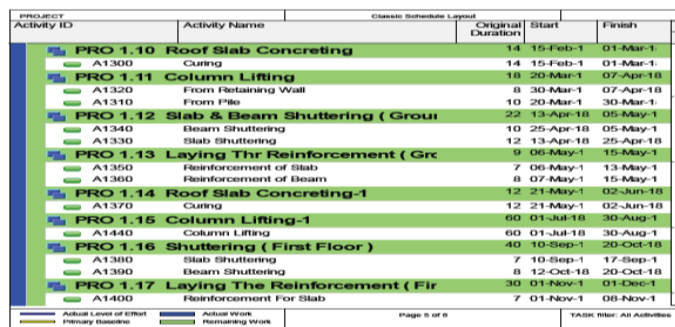 PROJECT Classic Schedule Layout
Activity ID Activity Name Original Duration Start Finish
PRO 1.10 Roof Slab Concreting 14 15-Feb-1 01-Mar-1
A1300 Curing 14 15-Feb-1 01-Mar-1
PRO 1.11 Column Lifting 18 20-Mar-1 07-Apr-18
A1320 From Retaining Wall 8 30-Mar-1 07-Apr-18
A1310 From Pile 10 20-Mar-1 30-Mar-1
PRO 1.12 Slab & Beam Shuttering ( Grou 22 13-Apr-18 05-May-1
A1340 Beam Shuttering 10 25-Apr-18 05-May-1
A1330 Slab Shuttering 12 13-Apr-18 25-Apr-18
PRO 1.13 Laying Thr Reinforcement ( Grc 9 06-May-1 15-May-1
A1350 Reinforcement of Slab 7 06-May-1 13-May-1
A1360 Reinforcement of Beam 8 07-May-1 15-May-1
PRO 1.14 Roof Slab Concreting-1 12 21-May-1 02-Jun-18
A1370 Curing 12 21-May-1 02-Jun-18
PRO 1.15 Column Lifting-1 60 01-Jul-18 30-Aug-1
A1440 Column Lifting 60 01-Jul-18 30-Aug-1
PRO 1.16 Shuttering ( First Floor ) 40 10-Sep-1 20-Oct-18
A1380 Slab Shuttering 7 10-Sep-1 17-Sep-1
A1390 Beam Shuttering 8 12-Oct-18 20-Oct-18
PRO 1.17 Laying The Reinforcement ( Fir 30 01-Nov-1 01-Dec-1
A1400 Reinforcement For Slab 7 01-Nov-1 08-Nov-1
Actual Level of Effort Actual Work Page 5 of 8 TASK filter: All Activities
Primary Baseline Remaining Work